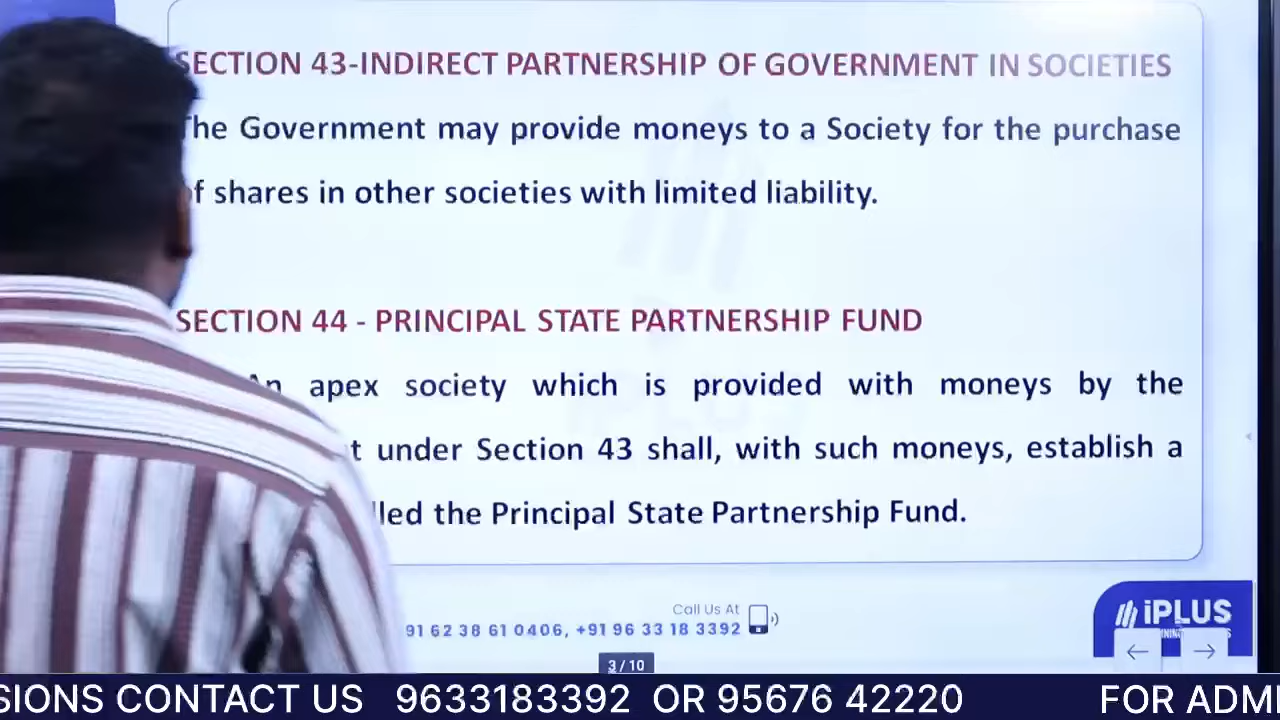 SECTION 43-INDIRECT PARTNERSHIP OF GOVERNMENT IN SOCIETIES
The Government may provide moneys to a Society for the purchase
of shares in other societies with limited liability.
SECTION 44 - PRINCIPAL STATE PARTNERSHIP FUND
An apex society which is provided with moneys by the
t under Section 43 shall, with such moneys, establish a
lled the Principal State Partnership Fund.
Call Us At
91 62 38 61 0406, +91 96 33 18 3392
iPLUS
3 / 10
SIONS CONTACT US 9633183392 OR 95676 42220 FOR ADMI